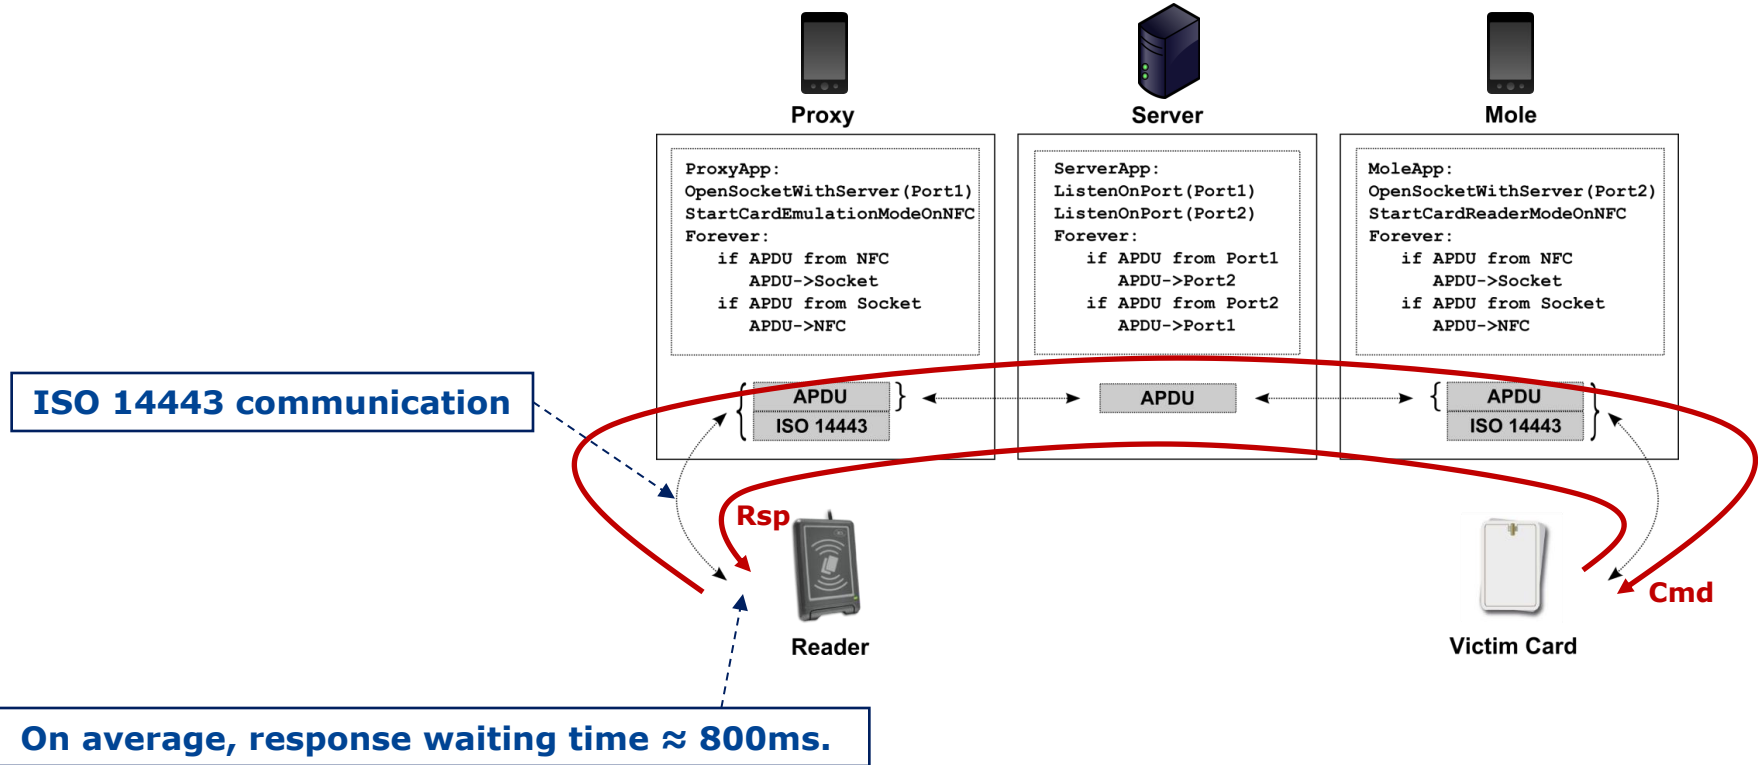 Proxy
Server
Mole
ProxyApp:
OpenSocketWithServer(Port1)
StartCardEmulationModeOnNFC
Forever:
if APDU from NFC
APDU->Socket
if APDU from Socket
APDU->NFC
ServerApp:
ListenOnPort(Port1)
ListenOnPort(Port2)
Forever:
if APDU from Port1
APDU->Port2
if APDU from Port2
APDU->Port1
MoleApp:
OpenSocketWithServer(Port2)
StartCardReaderModeOnNFC
Forever:
if APDU from NFC
APDU->Socket
if APDU from Socket
APDU->NFC
ISO 14443 communication
APDU
ISO 14443
APDU
APDU
ISO 14443
Rsp
Cmd
Reader
Victim Card
On average, response waiting time ≈ 800ms.